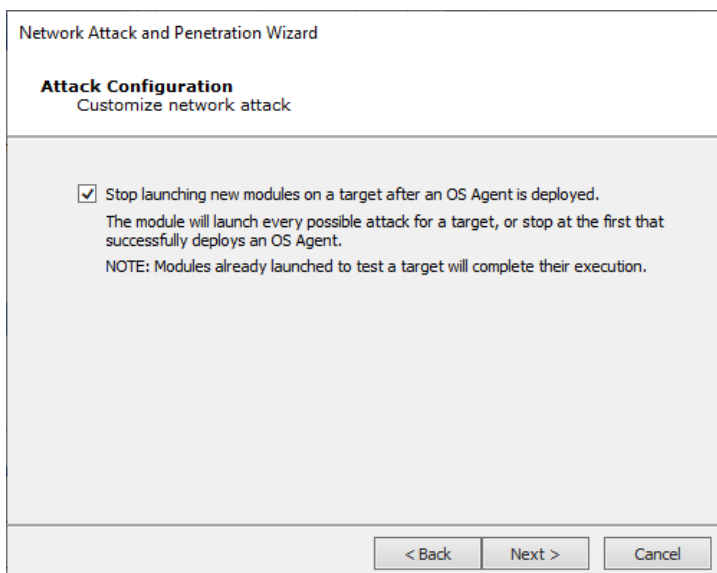 Network Attack and Penetration Wizard
Attack Configuration
Customize network attack
Stop launching new modules on a target after an OS Agent is deployed.
The module will launch every possible attack for a target, or stop at the first that
successfully deploys an OS Agent.
NOTE: Modules already launched to test a target will complete their execution.
< Back
Next >
Cancel